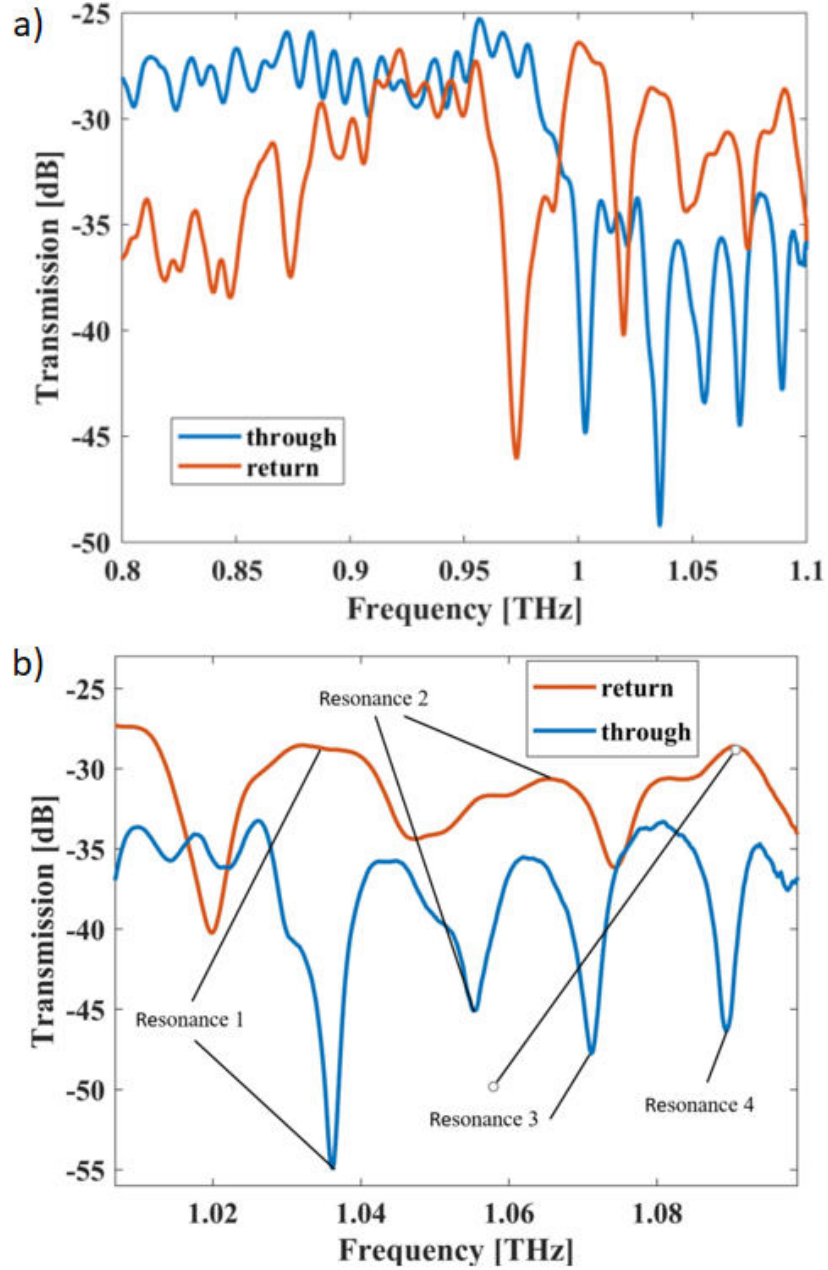 a)
-25
-30
-35
-40
-45
-50
Transmission [dB]
through
return
0.8 0.85 0.9 0.95 1 1.05 1.1
Frequency [THz]
b)
-25
-30
-35
-40
-45
-50
-55
Transmission [dB]
return
through
Resonance 2
Resonance 1
Resonance 3
Resonance 4
1.02 1.04 1.06 1.08
Frequency [THz]